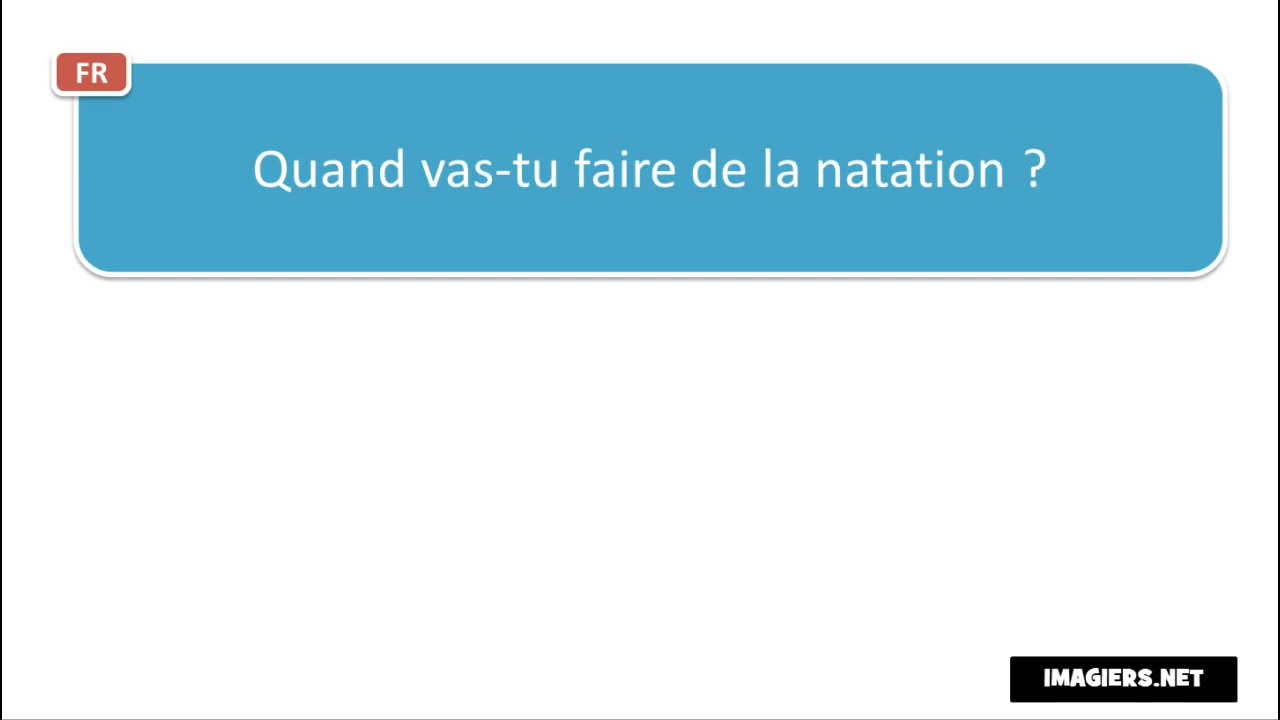 FR
Quand vas-tu faire de la natation ?
IMAGIERS.NET